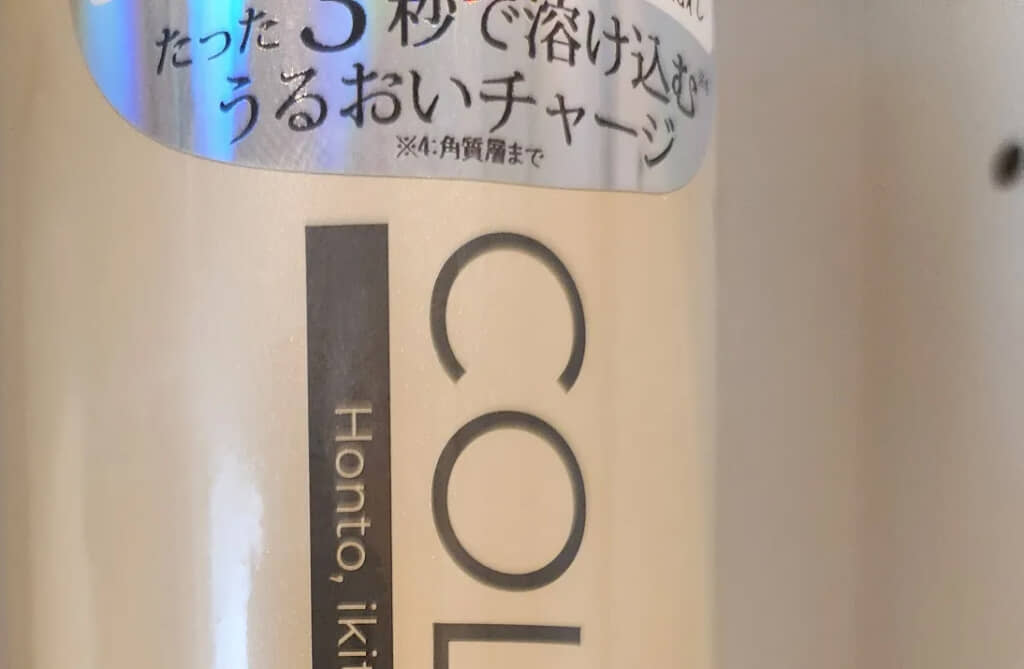 たった3秒で溶け込む※4
うるおいチャージ
※4:角質層まで
COL
Honto, iki